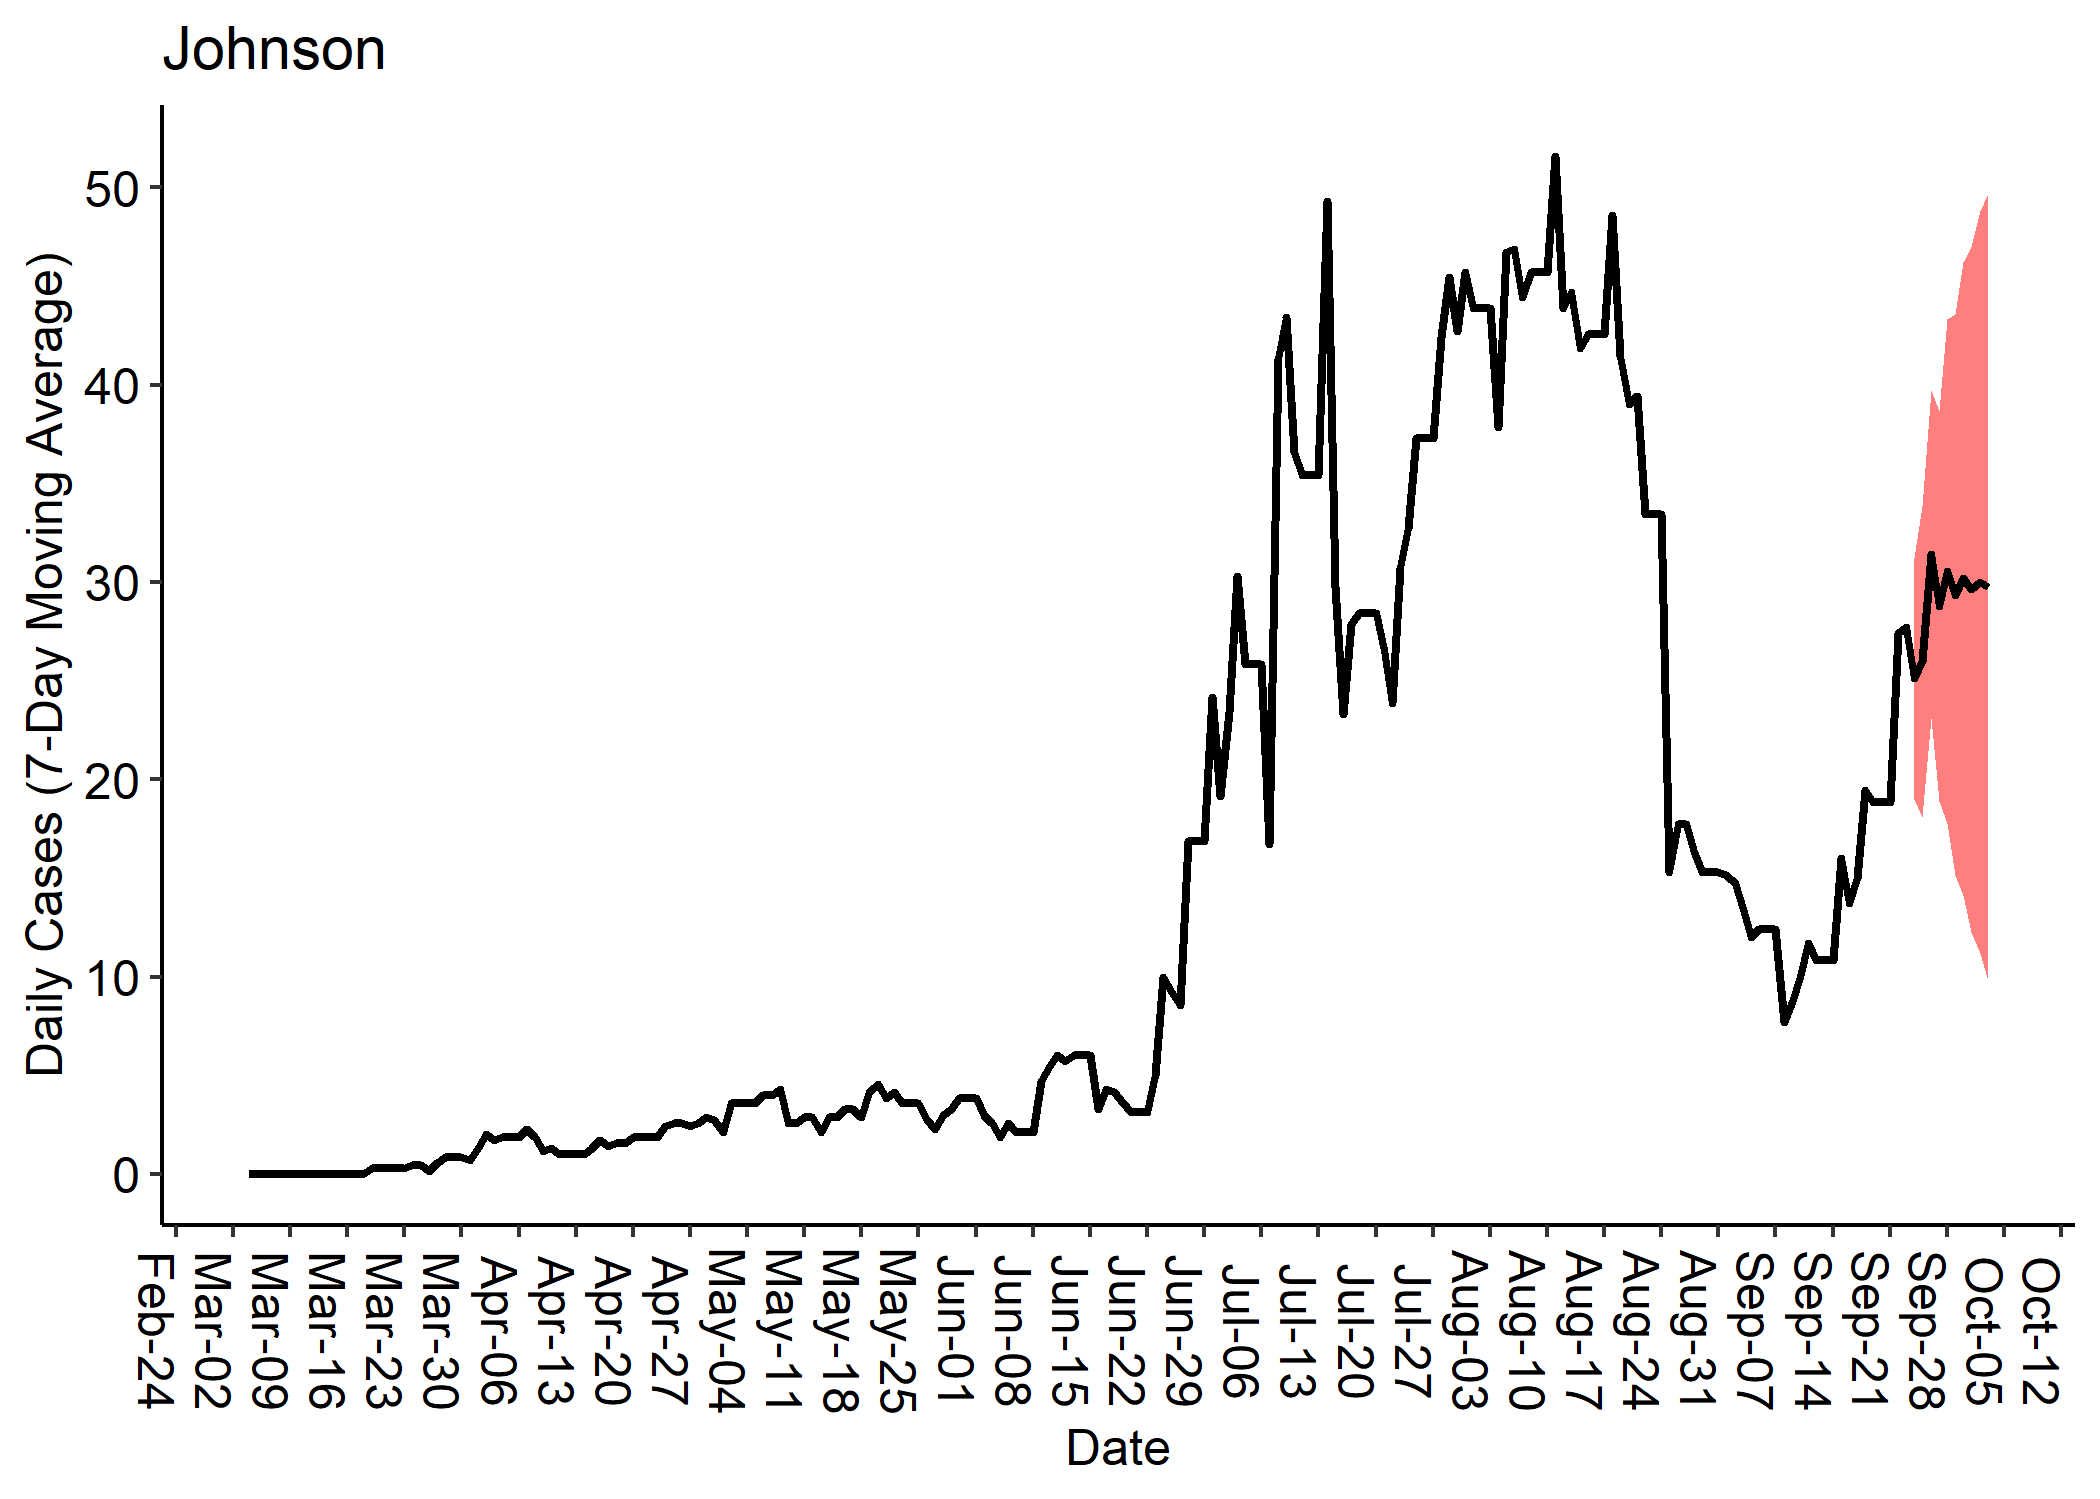 Johnson
Daily Cases (7-Day Moving Average)
50
40
30
20
10
0
Feb-24
Mar-02
Mar-09
Mar-16
Mar-23
Mar-30
Apr-06
Apr-13
Apr-20
Apr-27
May-04
May-11
May-18
May-25
Jun-01
Jun-08
Jun-15
Jun-22
Jun-29
Jul-06
Jul-13
Jul-20
Jul-27
Aug-03
Aug-10
Aug-17
Aug-24
Aug-31
Sep-07
Sep-14
Sep-21
Sep-28
Oct-05
Oct-12
Date